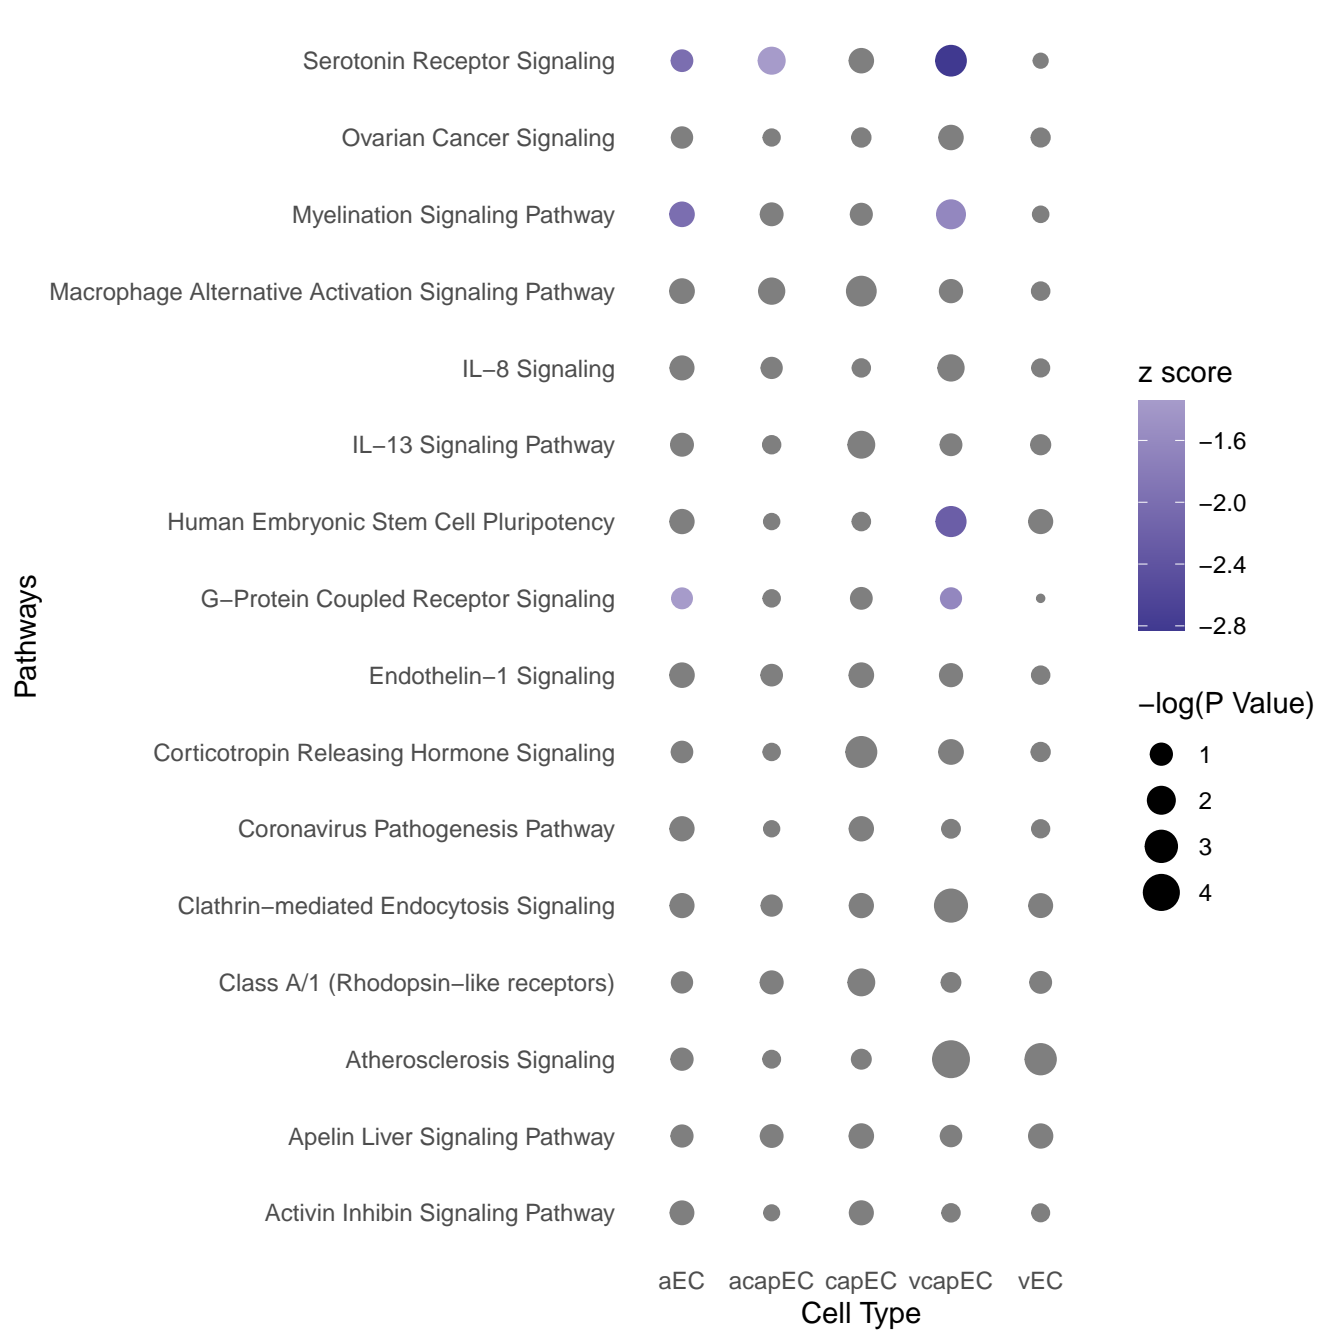 Serotonin Receptor Signaling
Ovarian Cancer Signaling
Myelination Signaling Pathway
Macrophage Alternative Activation Signaling Pathway
IL−8 Signaling
IL−13 Signaling Pathway
Human Embryonic Stem Cell Pluripotency
G−Protein Coupled Receptor Signaling
Endothelin−1 Signaling
Corticotropin Releasing Hormone Signaling
Coronavirus Pathogenesis Pathway
Clathrin−mediated Endocytosis Signaling
Class A/1 (Rhodopsin−like receptors)
Atherosclerosis Signaling
Apelin Liver Signaling Pathway
Activin Inhibin Signaling Pathway
Pathways
aEC acapEC capEC vcapEC vEC
Cell Type
z score
−1.6
−2.0
−2.4
−2.8
−log(P Value)
1
2
3
4